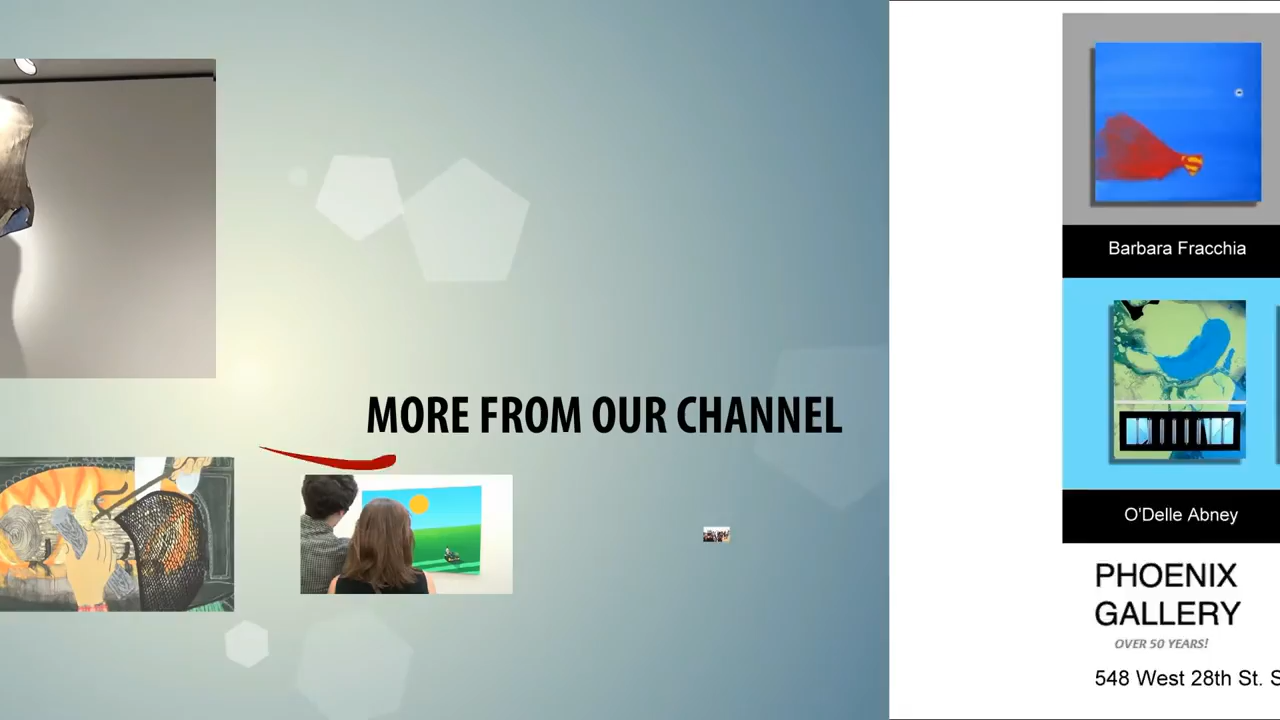 MORE FROM OUR CHANNEL
Barbara Fracchia
O'Delle Abney
PHOENIX
GALLERY
OVER 50 YEARS!
548 West 28th St. S